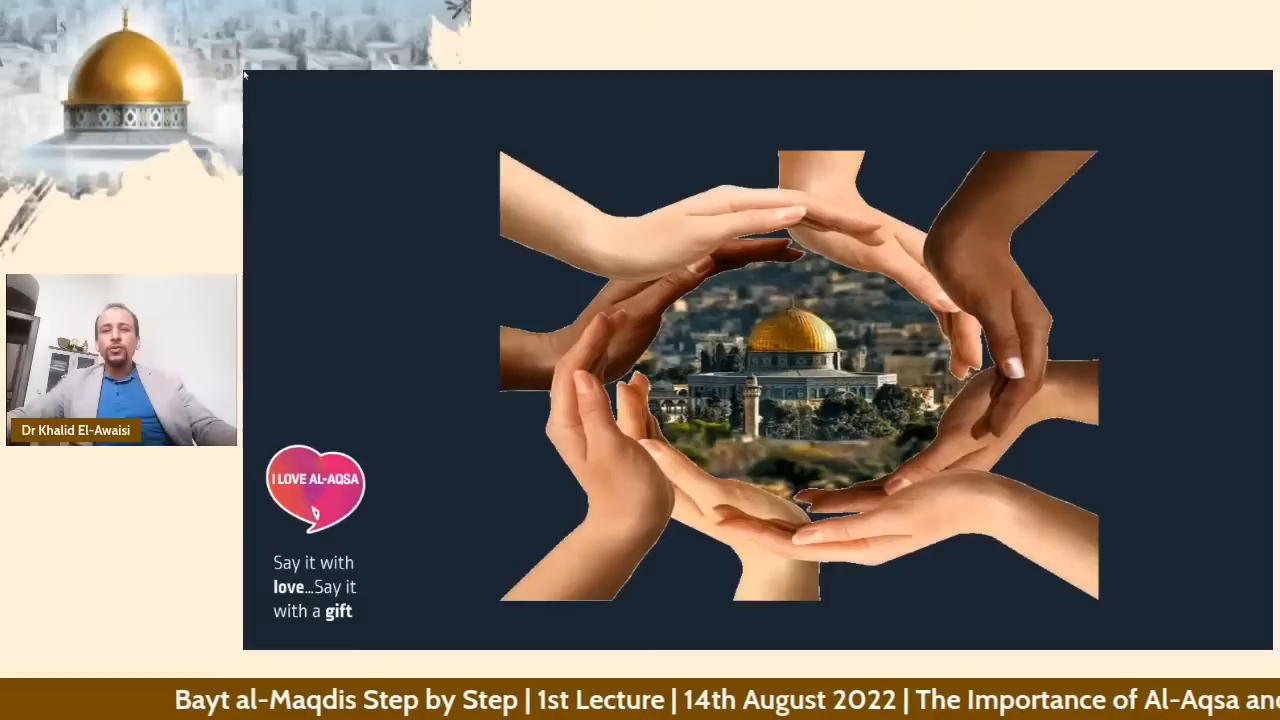 Dr Khalid El-Awaisi
I LOVE AL-AQSA
Say it with
love...Say it
with a gift
Bayt al-Maqdis Step by Step | 1st Lecture | 14th August 2022 | The Importance of Al-Aqsa and